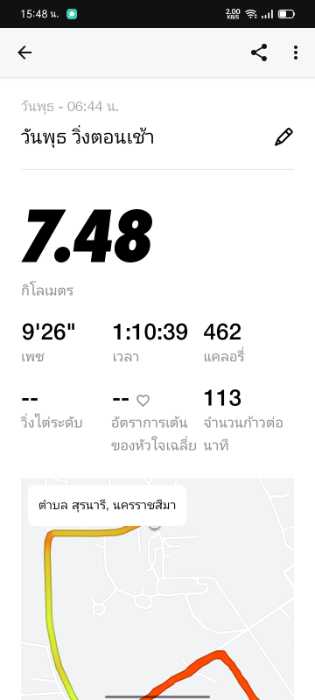 15:48 น.
2.00
KB/S
วันพุธ - 06:44 น.
วันพุธ วิ่งตอนเช้า
7.48
กิโลเมตร
9'26" 1:10:39 462
เพซ เวลา แคลอรี่
-- -- 113
วิ่งไต่ระดับ อัตราการเต้นของหัวใจเฉลี่ย จำนวนก้าวต่อนาที
ตำบล สุรนารี, นครราชสีมา